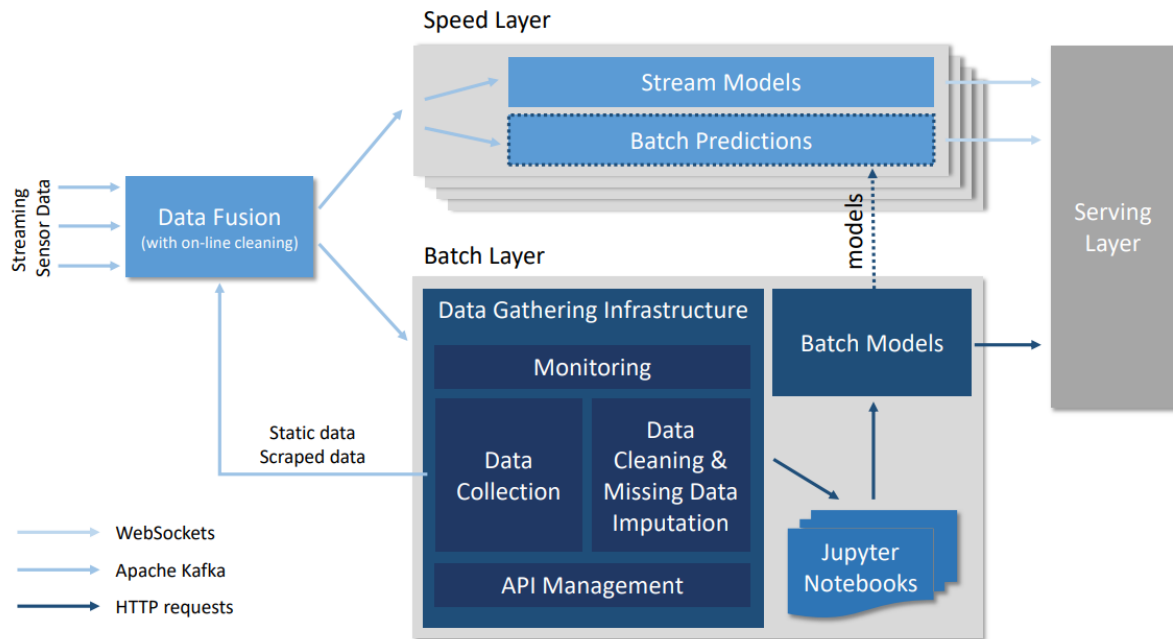 Speed Layer
Stream Models
Batch Predictions
Streaming
Sensor Data
Data Fusion
(with on-line cleaning)
models
Serving
Layer
Batch Layer
Data Gathering Infrastructure
Monitoring
Data
Collection
Data
Cleaning &
Missing Data
Imputation
API Management
Batch Models
Jupyter
Notebooks
Static data
Scraped data
WebSockets
Apache Kafka
HTTP requests